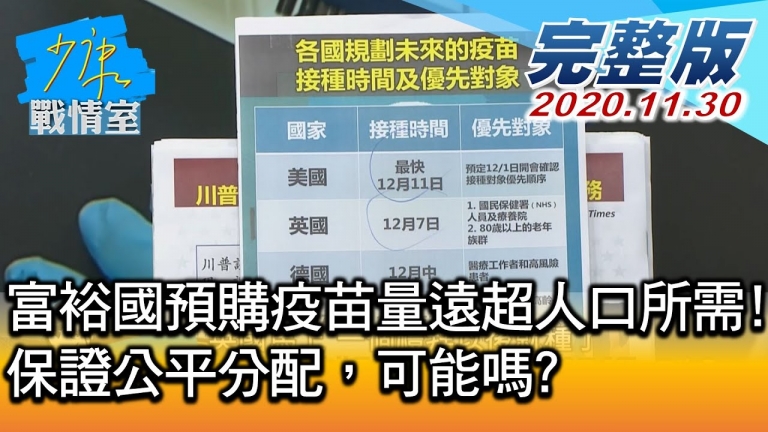 少康
戰情室
完整版
2020.11.30
各國規劃未來的疫苗
接種時間及優先對象
國家 接種時間 優先對象
美國 最快 12月11日 預定12/1日開會確認 接種對象優先順序
英國 12月7日 1. 國民保健署（NHS） 人員及療養院 2. 80歲以上的老年 族群
德國 12月中 醫療工作者和高風險 患者
川普
務
Times
川普
富裕國預購疫苗量遠超人口所需!
保證公平分配，可能嗎?